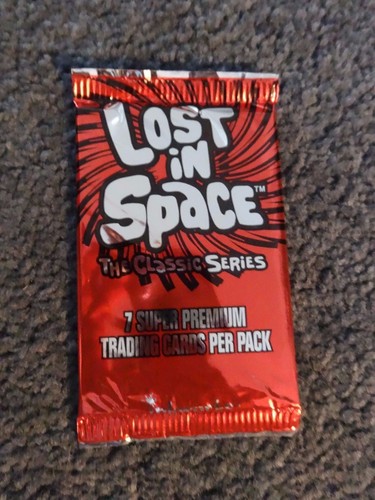 LOST
IN
SPACE™
THE CLASSIC SERIES
7 SUPER PREMIUM
TRADING CARDS PER PACK